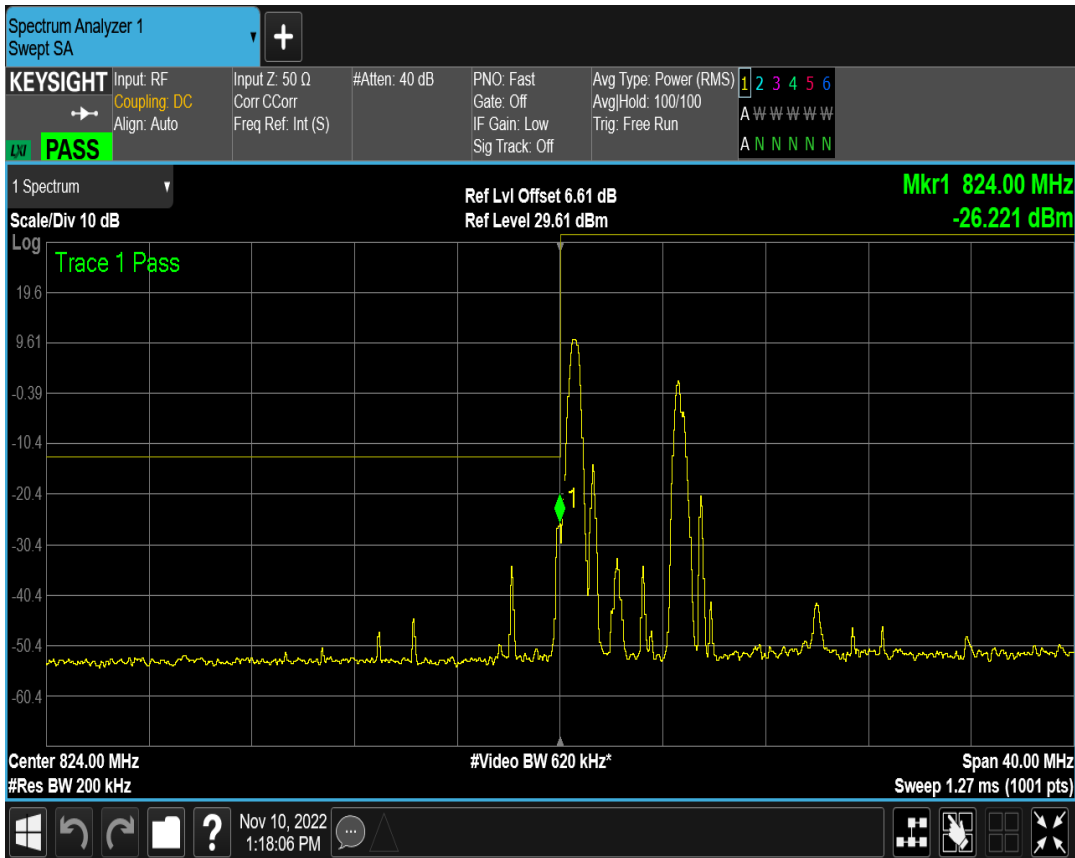 Spectrum Analyzer 1
Swept SA
+
KEYSIGHT
LXI PASS
Input: RF
Coupling: DC
Align: Auto
Input Z: 50 Ω
Corr CCorr
Freq Ref: Int (S)
#Atten: 40 dB
PNO: Fast
Gate: Off
IF Gain: Low
Sig Track: Off
Avg Type: Power (RMS)
Avg|Hold: 100/100
Trig: Free Run
1 2 3 4 5 6
A W W W W W
A N N N N N
1 Spectrum
Scale/Div 10 dB
Ref Lvl Offset 6.61 dB
Ref Level 29.61 dBm
Mkr1 824.00 MHz
-26.221 dBm
Log
Trace 1 Pass
19.6
9.61
-0.39
-10.4
-20.4
1
-30.4
-40.4
-50.4
-60.4
Center 824.00 MHz
#Video BW 620 kHz*
Span 40.00 MHz
#Res BW 200 kHz
Sweep 1.27 ms (1001 pts)
?
Nov 10, 2022
1:18:06 PM